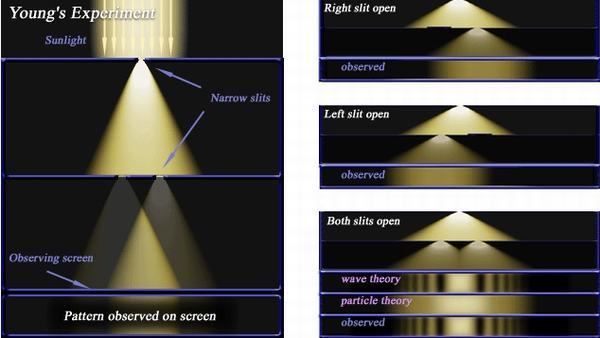 Young's Experiment
Sunlight
Narrow slits
Observing screen
Pattern observed on screen
Right slit open
observed
Left slit open
observed
Both slits open
wave theory
particle theory
observed